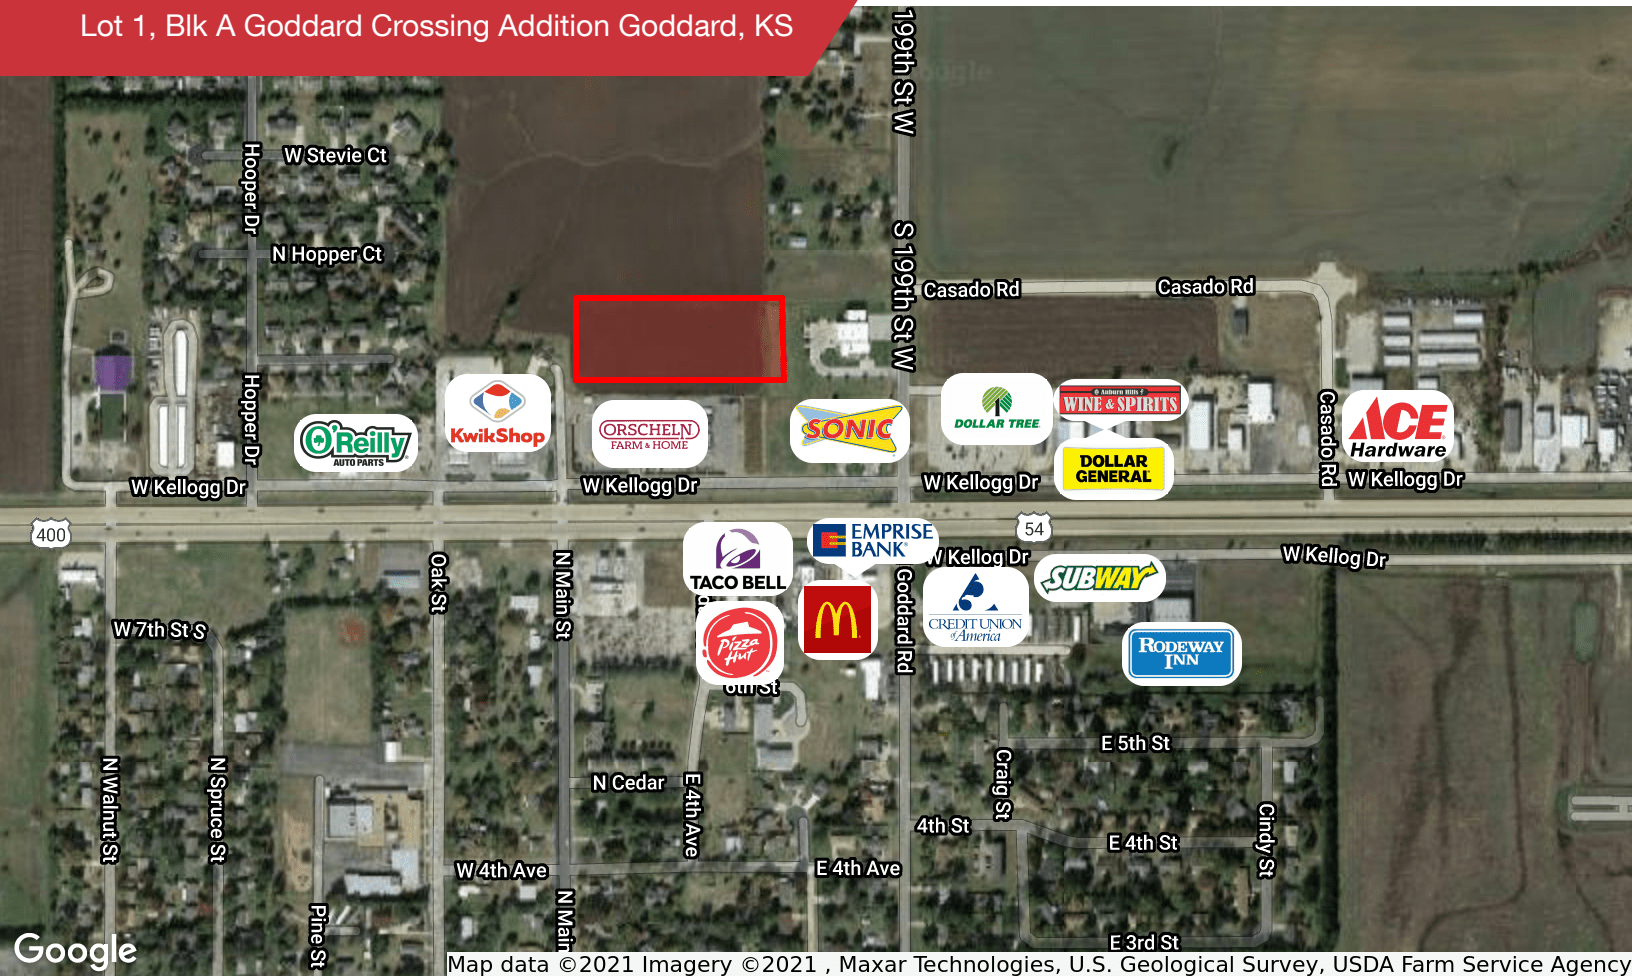 Lot 1, Blk A Goddard Crossing Addition Goddard, KS
199th St W
W Stevie Ct
Hooper Dr
N Hopper Ct
S 199th St W
Casado Rd
Casado Rd
Hopper Dr
O'Reilly
AUTO PARTS
KwikShop
ORSCHELN
FARM & HOME
SONIC
DOLLAR TREE
Auburn Hills
WINE & SPIRITS
DOLLAR
GENERAL
Casado Rd
ACE
Hardware
W Kellogg Dr
W Kellogg Dr
W Kellogg Dr
W Kellogg Dr
400
54
TACO BELL
EMPRISE
BANK
W Kellog Dr
W Kellog Dr
Oak St
N Main St
Pizza
Hut
Goddard Rd
CREDIT UNION
of America
SUBWAY
RODEWAY
INN
W 7th St S
6th St
E 5th St
N Walnut St
N Spruce St
N Cedar
E 4th Ave
Craig St
4th St
E 4th St
Cindy St
W 4th Ave
E 4th Ave
Pine St
N Main
E 3rd St
Google
Map data ©2021 Imagery ©2021 , Maxar Technologies, U.S. Geological Survey, USDA Farm Service Agency